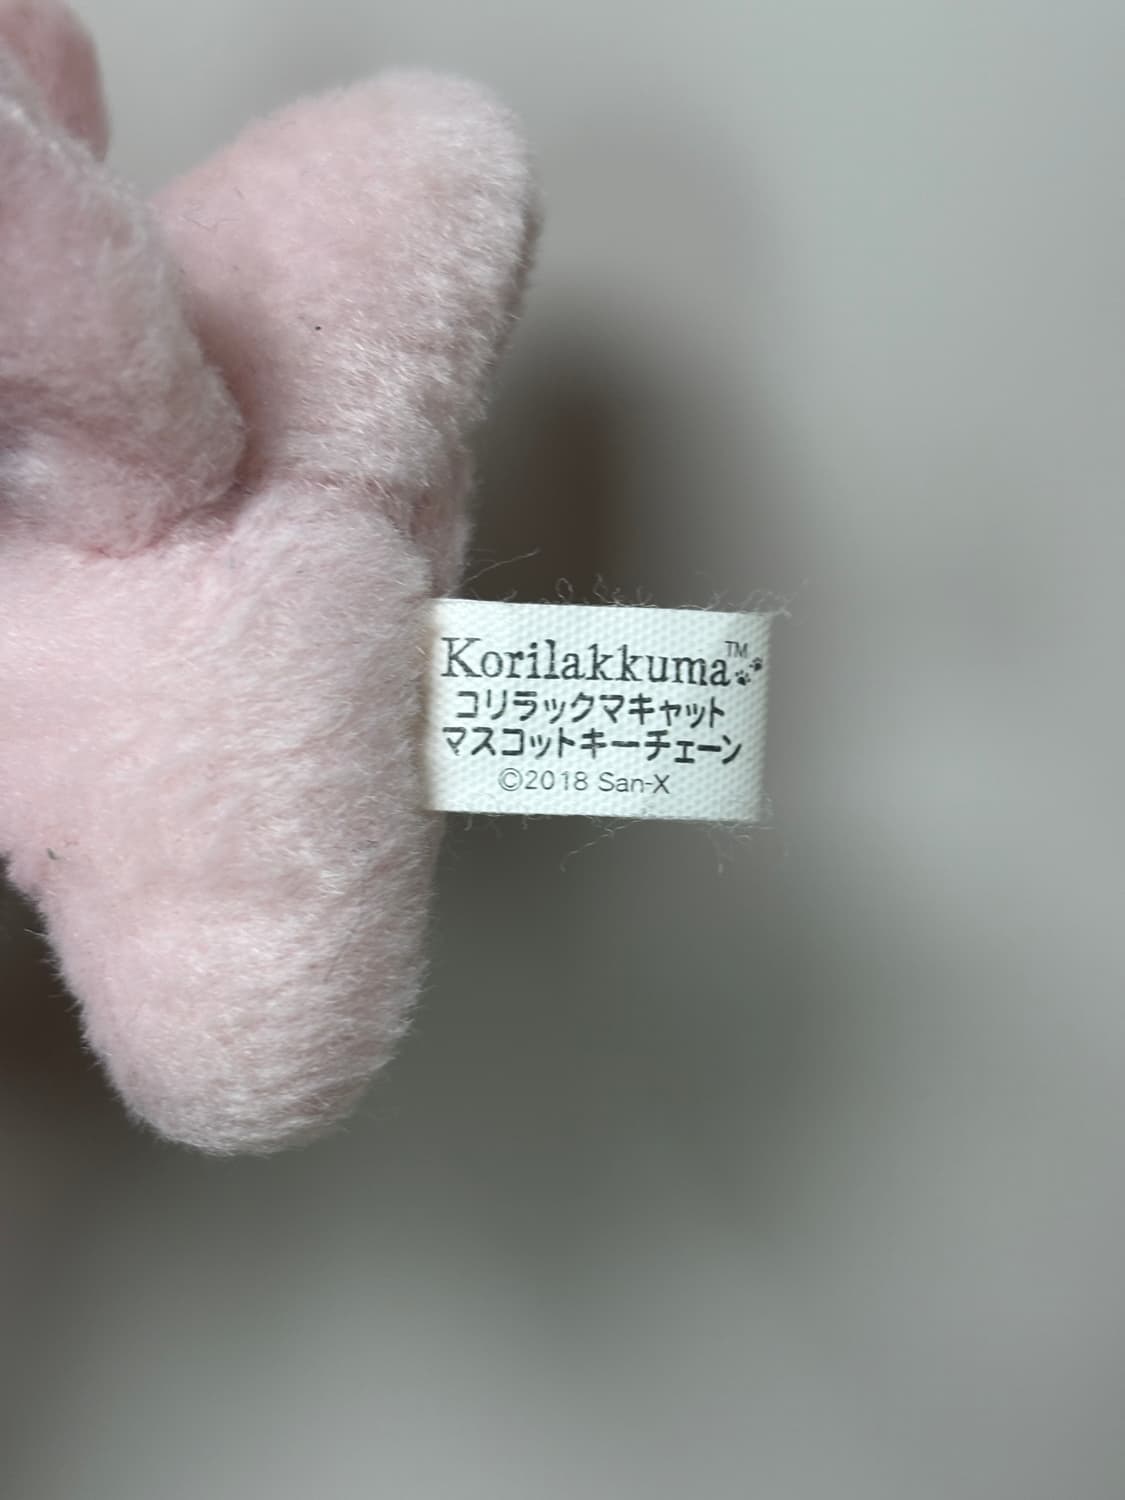 Korilakkuma™
コリラックマキャット
マスコットキーチェーン
©2018 San-X